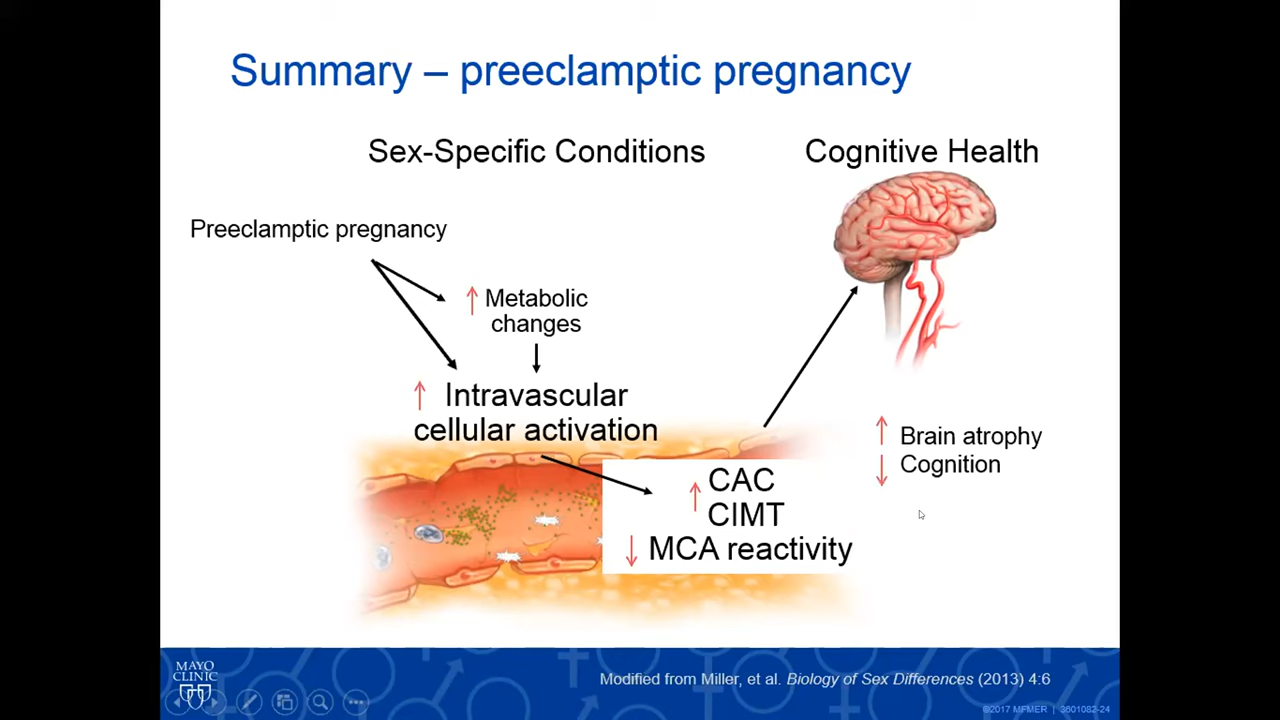 Summary – preeclamptic pregnancy
Sex-Specific Conditions
Cognitive Health
Preeclamptic pregnancy
↑ Metabolic
changes
↑ Intravascular
cellular activation
↑ CAC
CIMT
↓ MCA reactivity
↑ Brain atrophy
↓ Cognition
MAYO
CLINIC
Modified from Miller, et al. Biology of Sex Differences (2013) 4:6
©2017 MFMER | 3601082-24